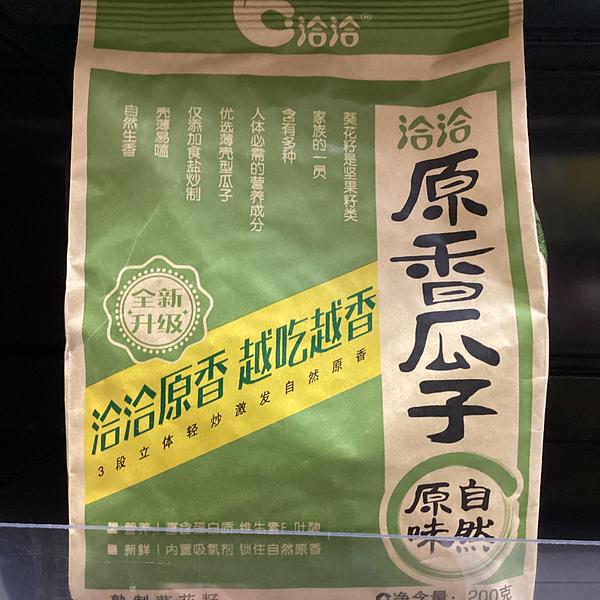 洽洽
洽洽
原香瓜子
葵花籽是坚果籽类
家族的一员
含有多种
人体必需的营养成分
优选薄壳型瓜子
仅添加食盐炒制
壳薄易嗑
自然生香
全新
升级
洽洽原香 越吃越香
3段立体轻炒激发自然原香
自然
原味
营养 | 富含蛋白质 维生素E 叶酸
新鲜 | 内置吸氧剂 锁住自然原香
熟制葵花籽
净含量: 200克